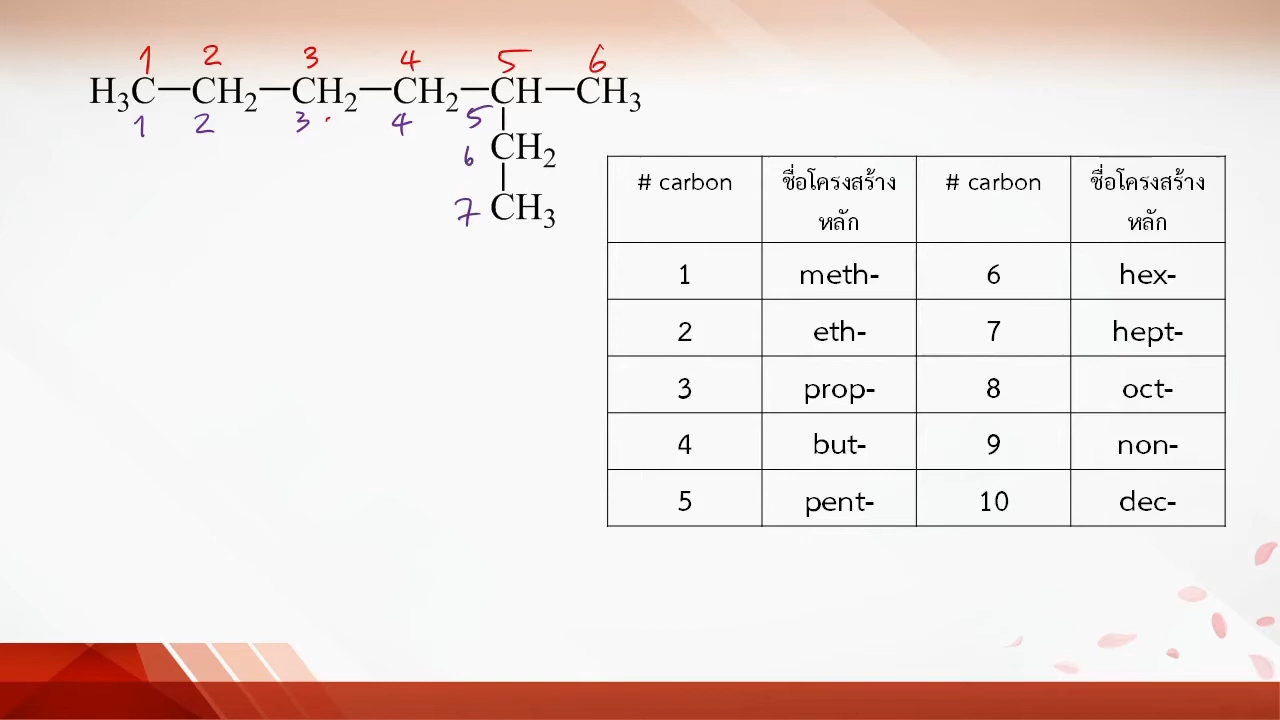 1 2 3 4 5 6
H₃C—CH₂—CH₂—CH₂—CH—CH₃
1 2 3 4 5
6 CH₂
7 CH₃
# carbon ชื่อโครงสร้างหลัก # carbon ชื่อโครงสร้างหลัก
1 meth- 6 hex-
2 eth- 7 hept-
3 prop- 8 oct-
4 but- 9 non-
5 pent- 10 dec-